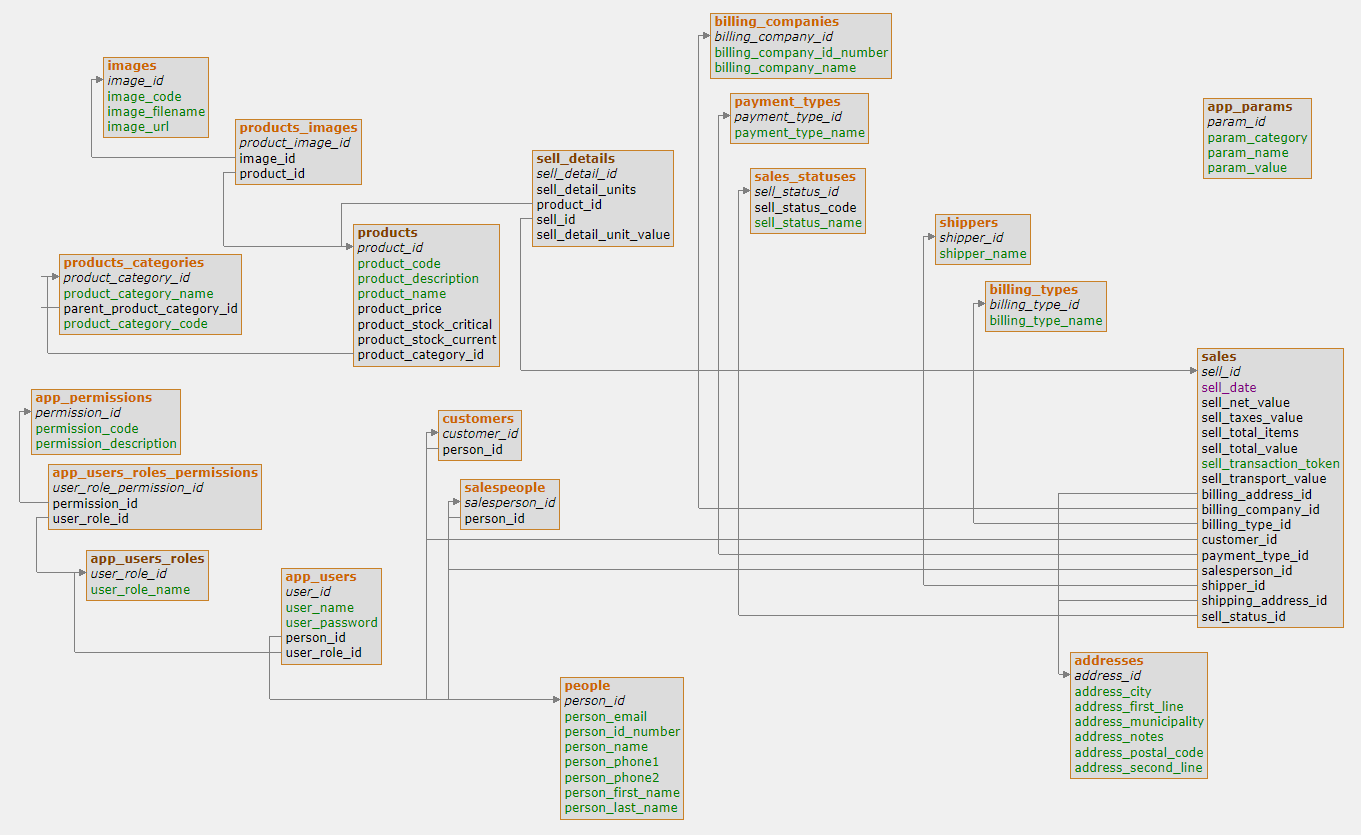 billing_companies
billing_company_id
billing_company_id_number
billing_company_name
images
image_id
image_code
image_filename
image_url
payment_types
payment_type_id
payment_type_name
app_params
param_id
param_category
param_name
param_value
products_images
product_image_id
image_id
product_id
sell_details
sell_detail_id
sell_detail_units
product_id
sell_id
sell_detail_unit_value
sales_statuses
sell_status_id
sell_status_code
sell_status_name
shippers
shipper_id
shipper_name
products
product_id
product_code
product_description
product_name
product_price
product_stock_critical
product_stock_current
product_category_id
products_categories
product_category_id
product_category_name
parent_product_category_id
product_category_code
billing_types
billing_type_id
billing_type_name
sales
sell_id
sell_date
sell_net_value
sell_taxes_value
sell_total_items
sell_total_value
sell_transaction_token
sell_transport_value
billing_address_id
billing_company_id
billing_type_id
customer_id
payment_type_id
salesperson_id
shipper_id
shipping_address_id
sell_status_id
app_permissions
permission_id
permission_code
permission_description
customers
customer_id
person_id
app_users_roles_permissions
user_role_permission_id
permission_id
user_role_id
salespeople
salesperson_id
person_id
app_users_roles
user_role_id
user_role_name
app_users
user_id
user_name
user_password
person_id
user_role_id
addresses
address_id
address_city
address_first_line
address_municipality
address_notes
address_postal_code
address_second_line
people
person_id
person_email
person_id_number
person_name
person_phone1
person_phone2
person_first_name
person_last_name